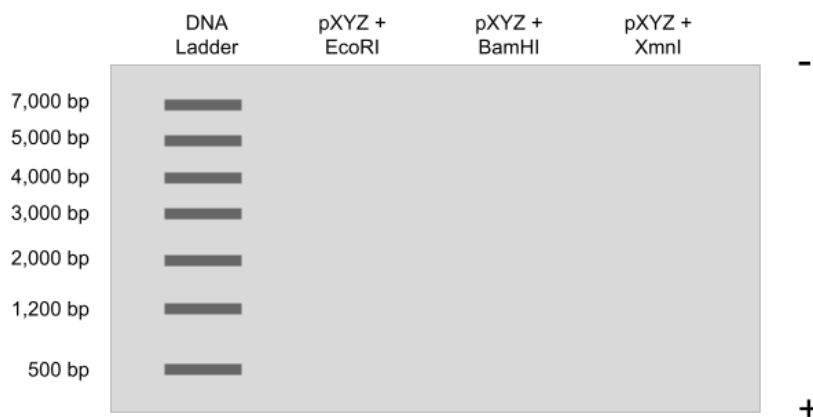 DNA
Ladder
pXYZ +
EcoRI
pXYZ +
BamHI
pXYZ +
XmnI
-
7,000 bp
5,000 bp
4,000 bp
3,000 bp
2,000 bp
1,200 bp
500 bp
+